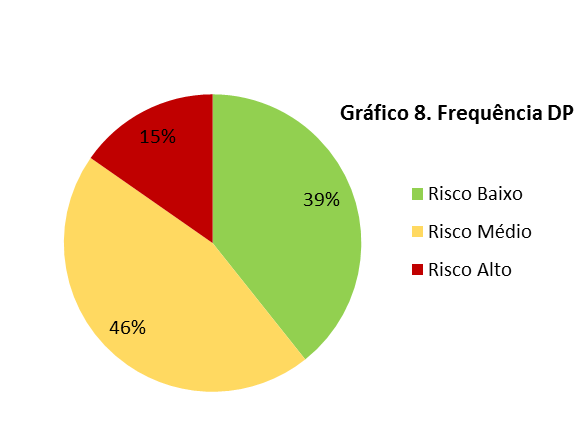 Gráfico 8. Frequência DP
15%
39%
46%
Risco Baixo
Risco Médio
Risco Alto